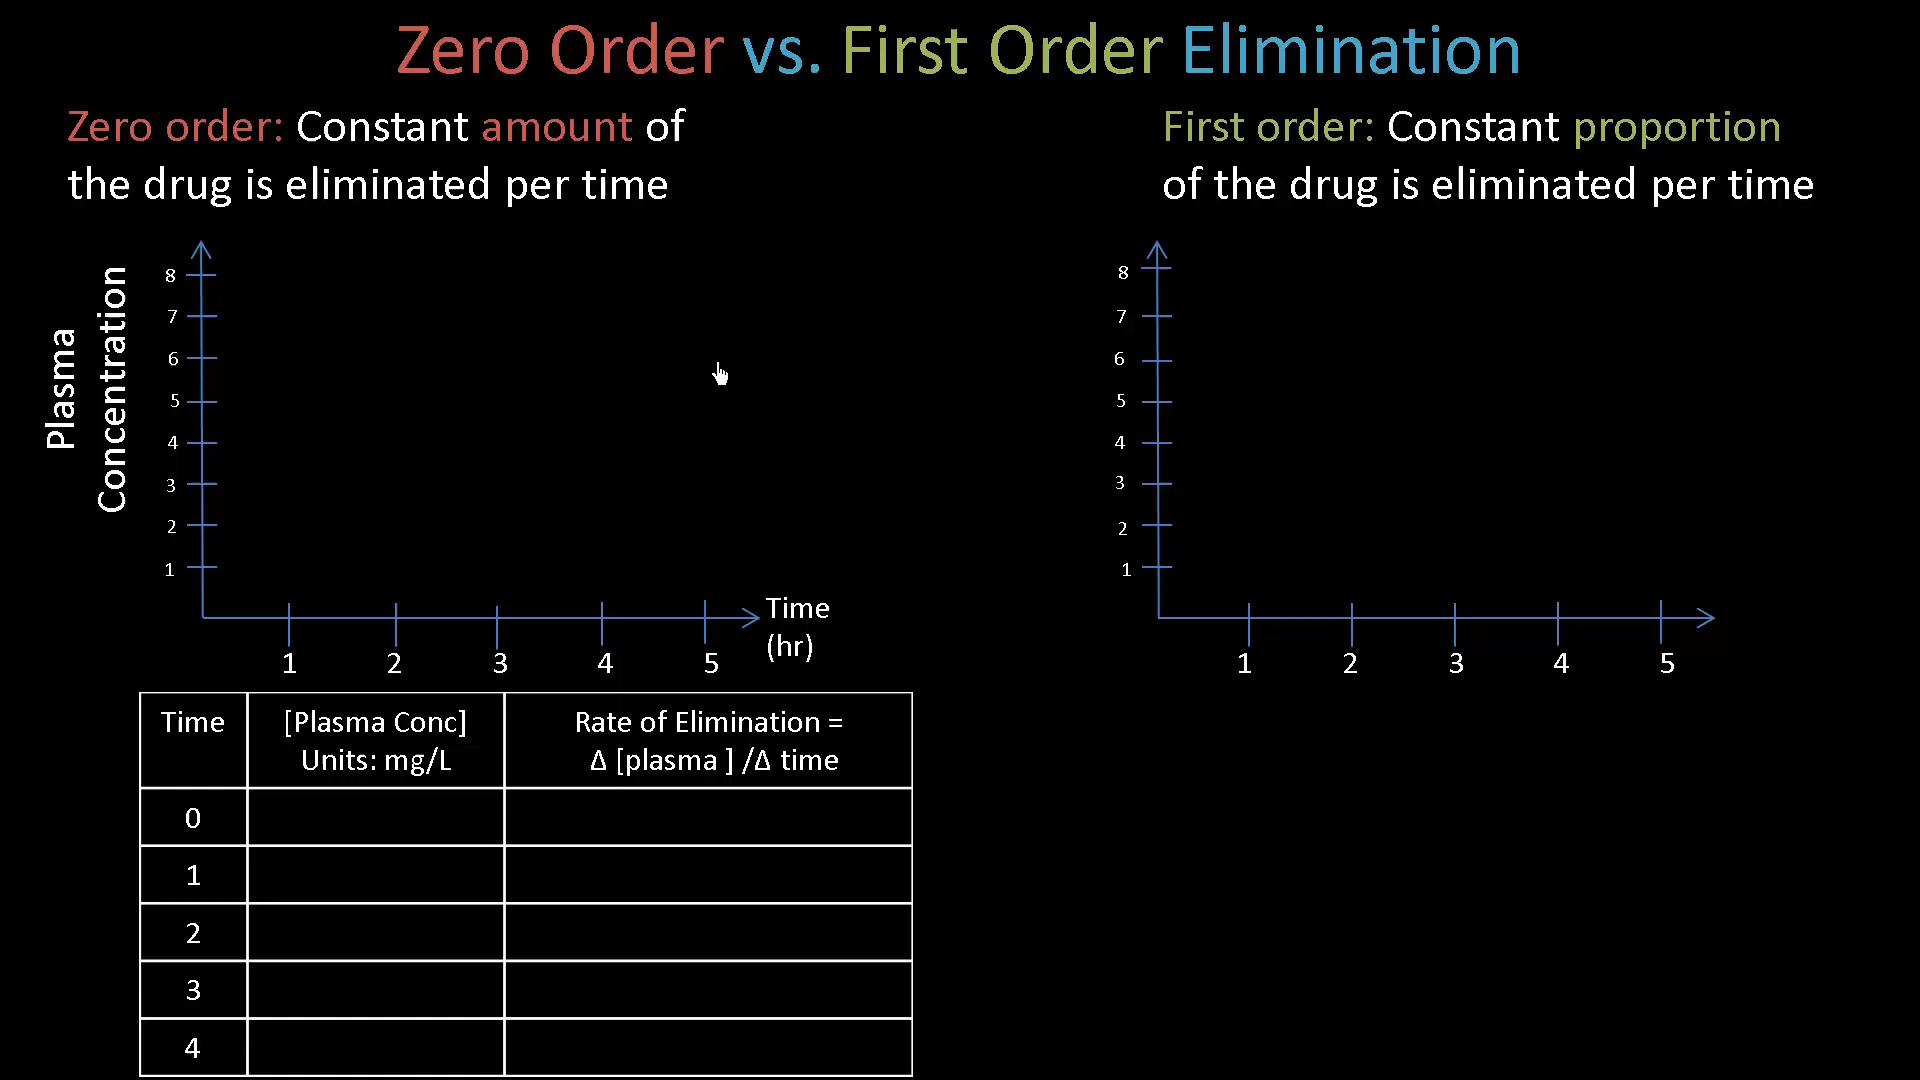 Zero Order vs. First Order Elimination
Zero order: Constant amount of
the drug is eliminated per time
First order: Constant proportion
of the drug is eliminated per time
Plasma
Concentration
8
7
6
5
4
3
2
1
1 2 3 4 5
Time
(hr)
8
7
6
5
4
3
2
1
1 2 3 4 5
Time
[Plasma Conc]
Units: mg/L
Rate of Elimination =
Δ [plasma ] /Δ time
0
1
2
3
4